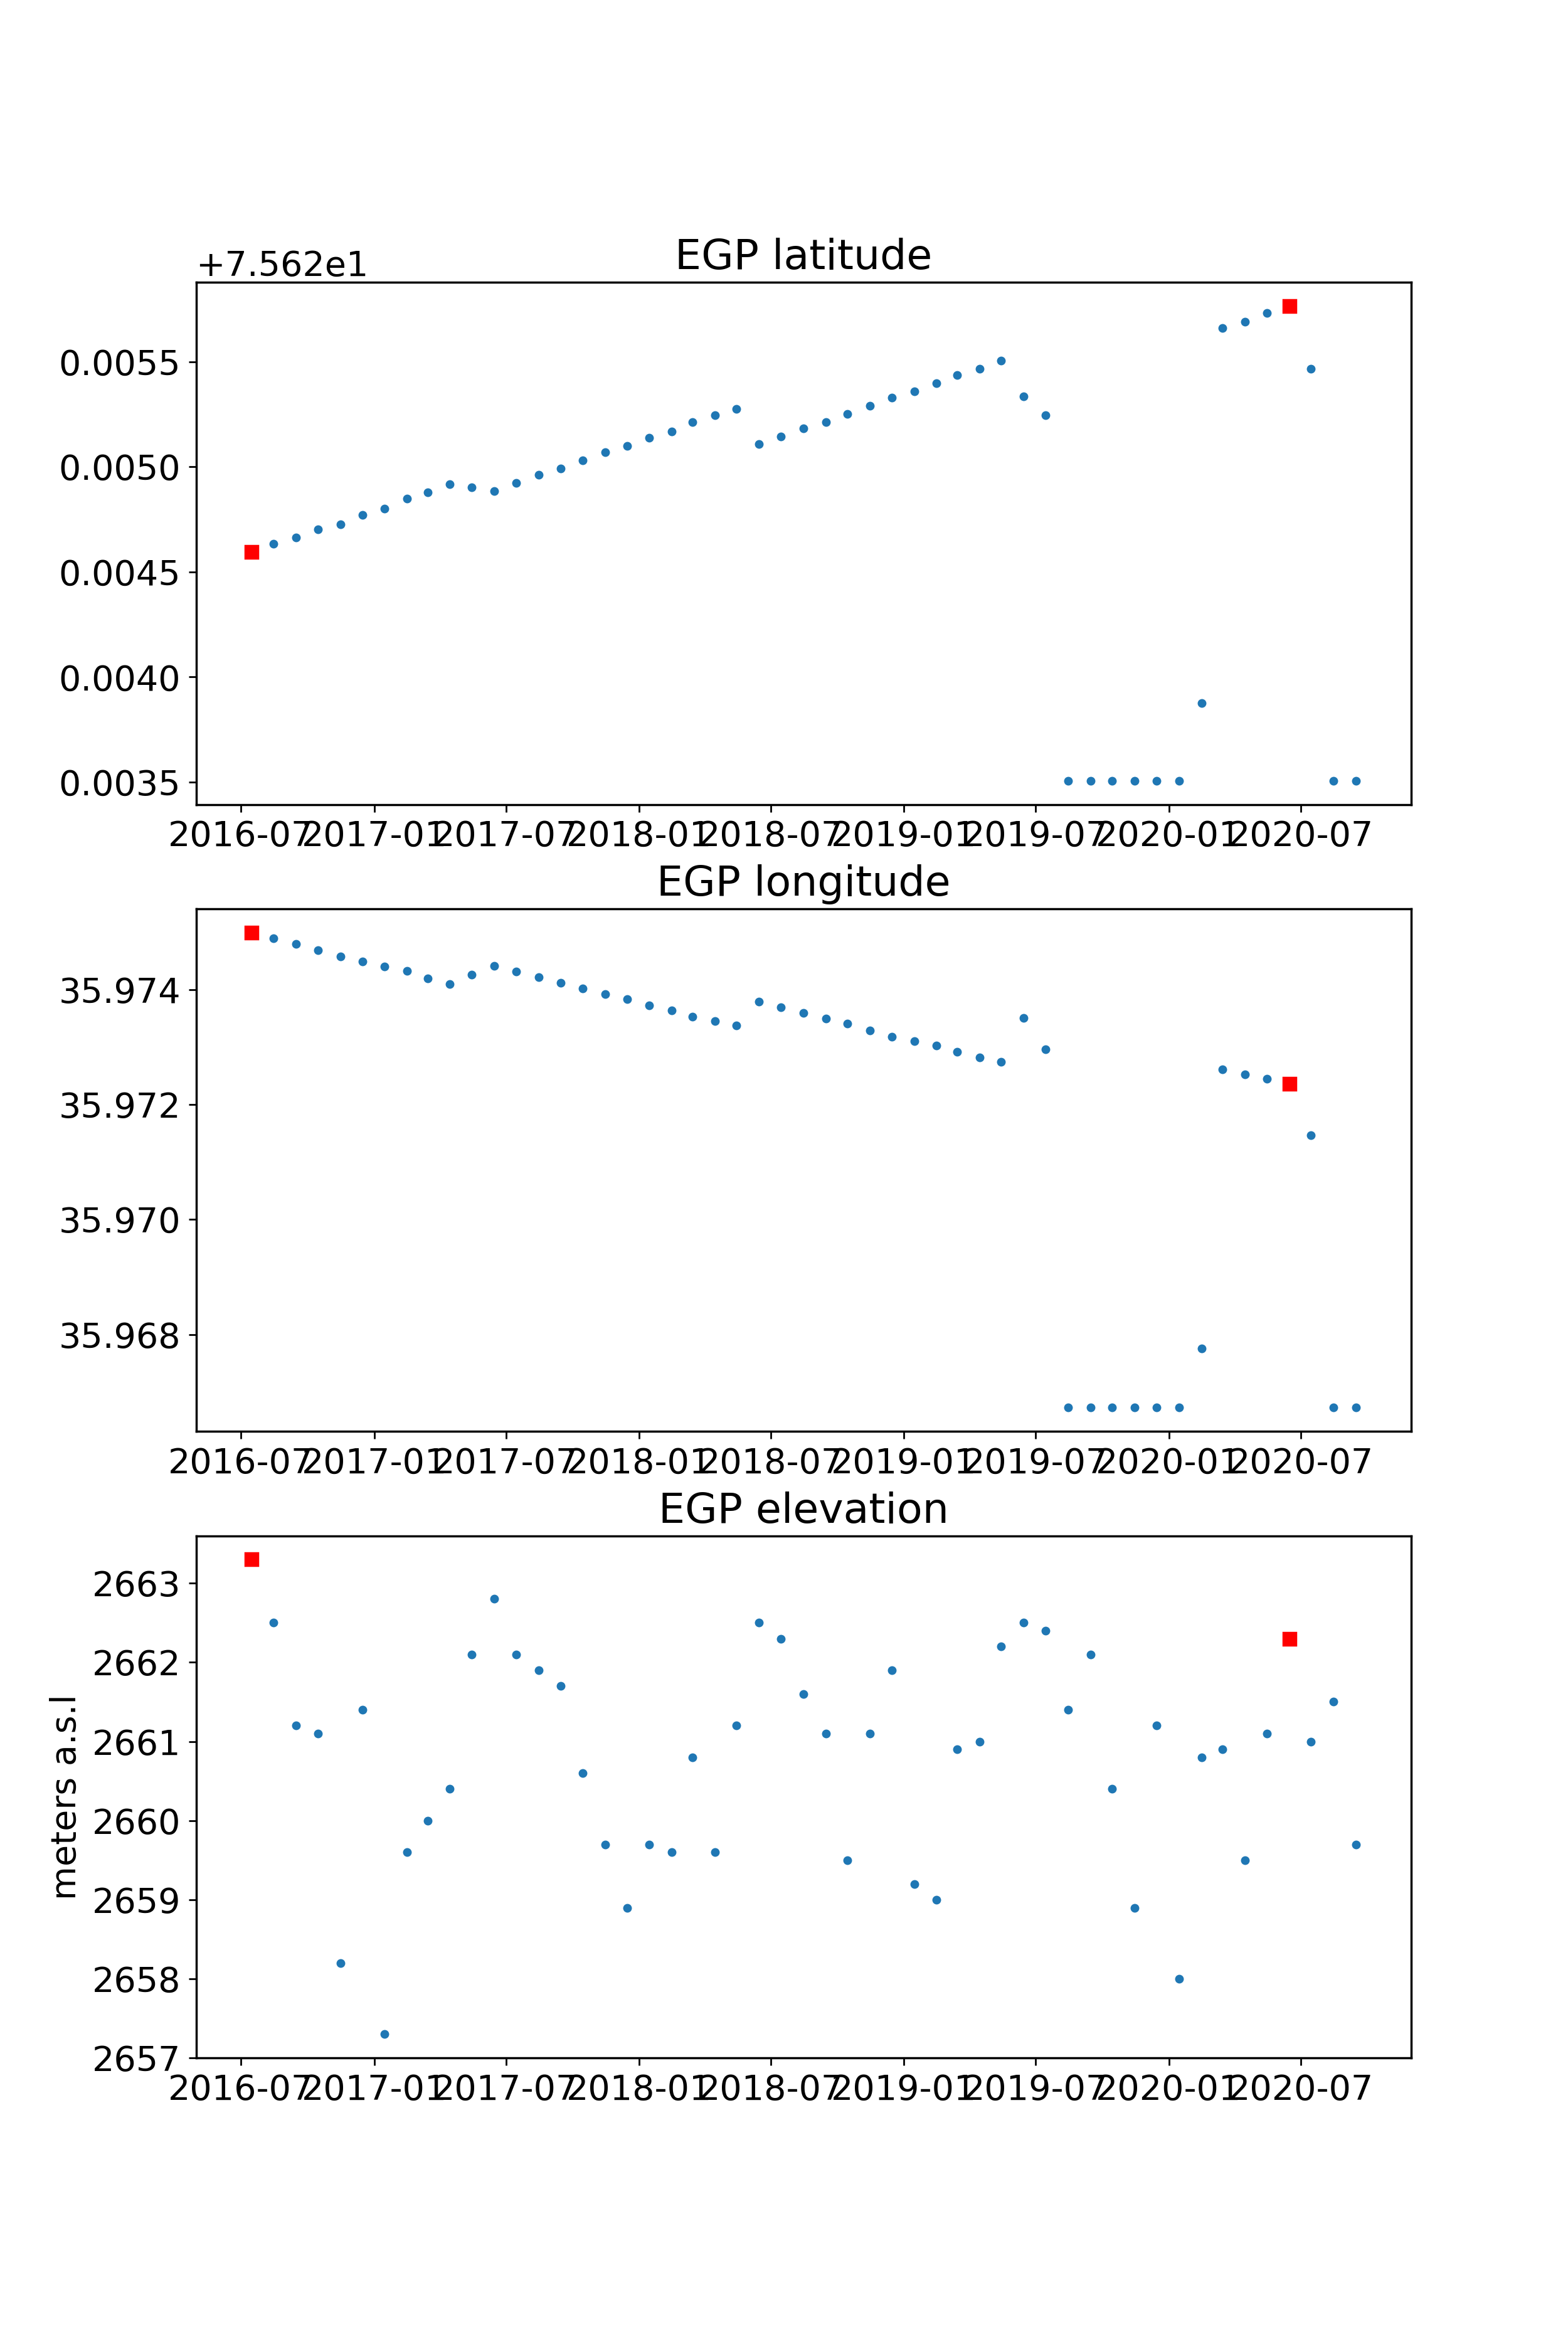 EGP latitude
+7.562e1
0.0055
0.0050
0.0045
0.0040
0.0035
2016-07 2017-01 2017-07 2018-01 2018-07 2019-01 2019-07 2020-01 2020-07
EGP longitude
35.974
35.972
35.970
35.968
2016-07 2017-01 2017-07 2018-01 2018-07 2019-01 2019-07 2020-01 2020-07
EGP elevation
meters a.s.l
2663
2662
2661
2660
2659
2658
2657
2016-07 2017-01 2017-07 2018-01 2018-07 2019-01 2019-07 2020-01 2020-07